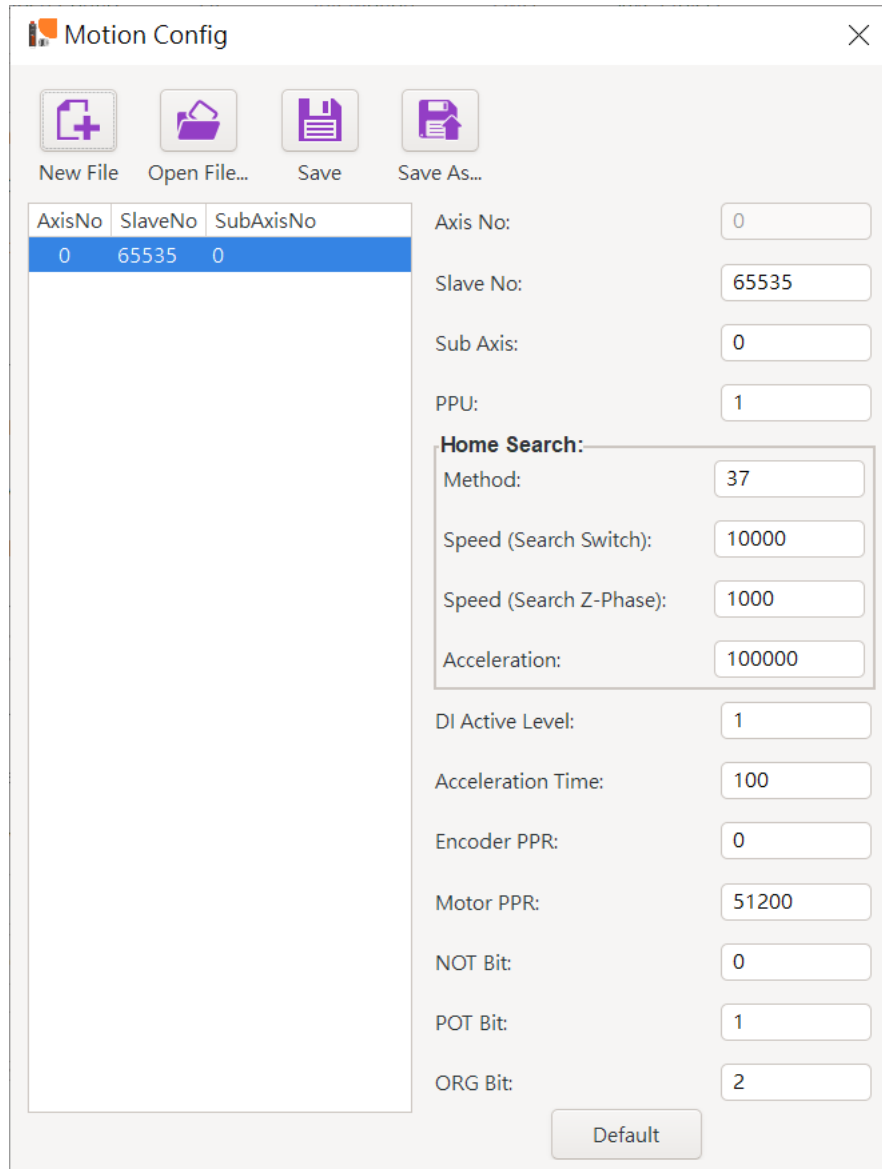 Motion Config
New File Open File... Save Save As...
AxisNo SlaveNo SubAxisNo
0 65535 0
Axis No: 0
Slave No: 65535
Sub Axis: 0
PPU: 1
Home Search:
Method: 37
Speed (Search Switch): 10000
Speed (Search Z-Phase): 1000
Acceleration: 100000
DI Active Level: 1
Acceleration Time: 100
Encoder PPR: 0
Motor PPR: 51200
NOT Bit: 0
POT Bit: 1
ORG Bit: 2
Default